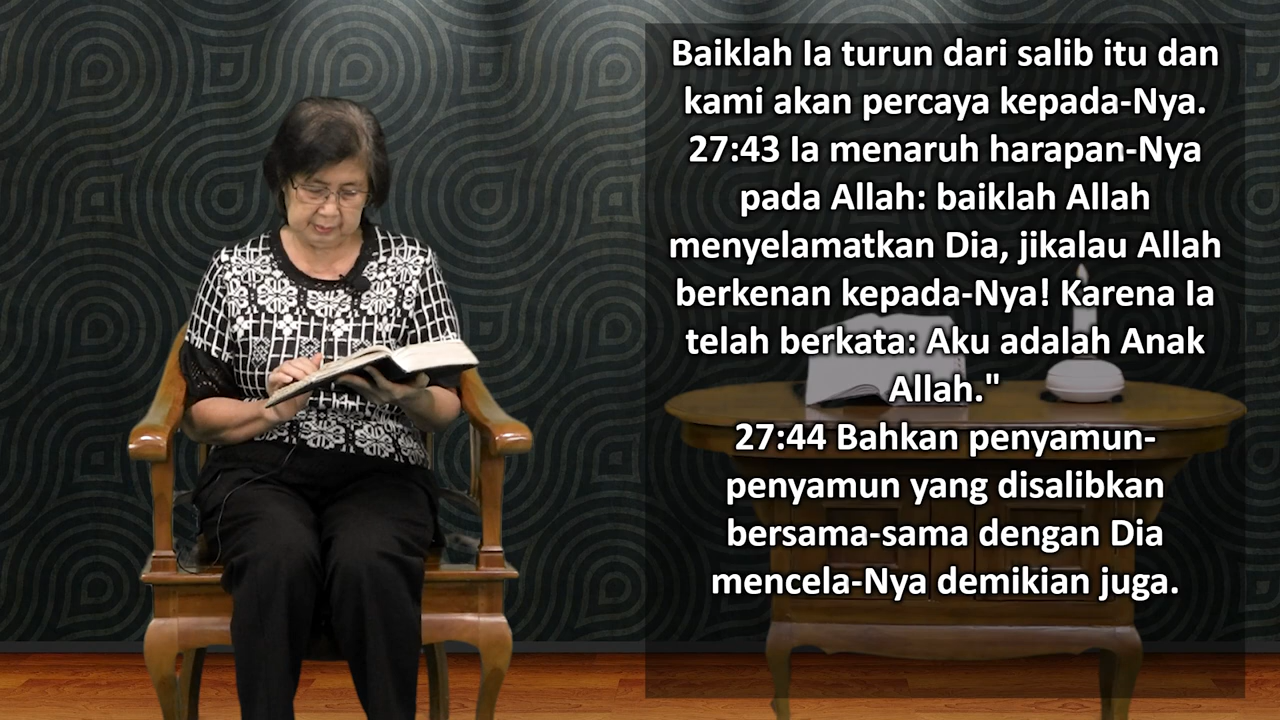 Baiklah Ia turun dari salib itu dan
kami akan percaya kepada-Nya.
27:43 Ia menaruh harapan-Nya
pada Allah: baiklah Allah
menyelamatkan Dia, jikalau Allah
berkenan kepada-Nya! Karena Ia
telah berkata: Aku adalah Anak
Allah."
27:44 Bahkan penyamun-
penyamun yang disalibkan
bersama-sama dengan Dia
mencela-Nya demikian juga.